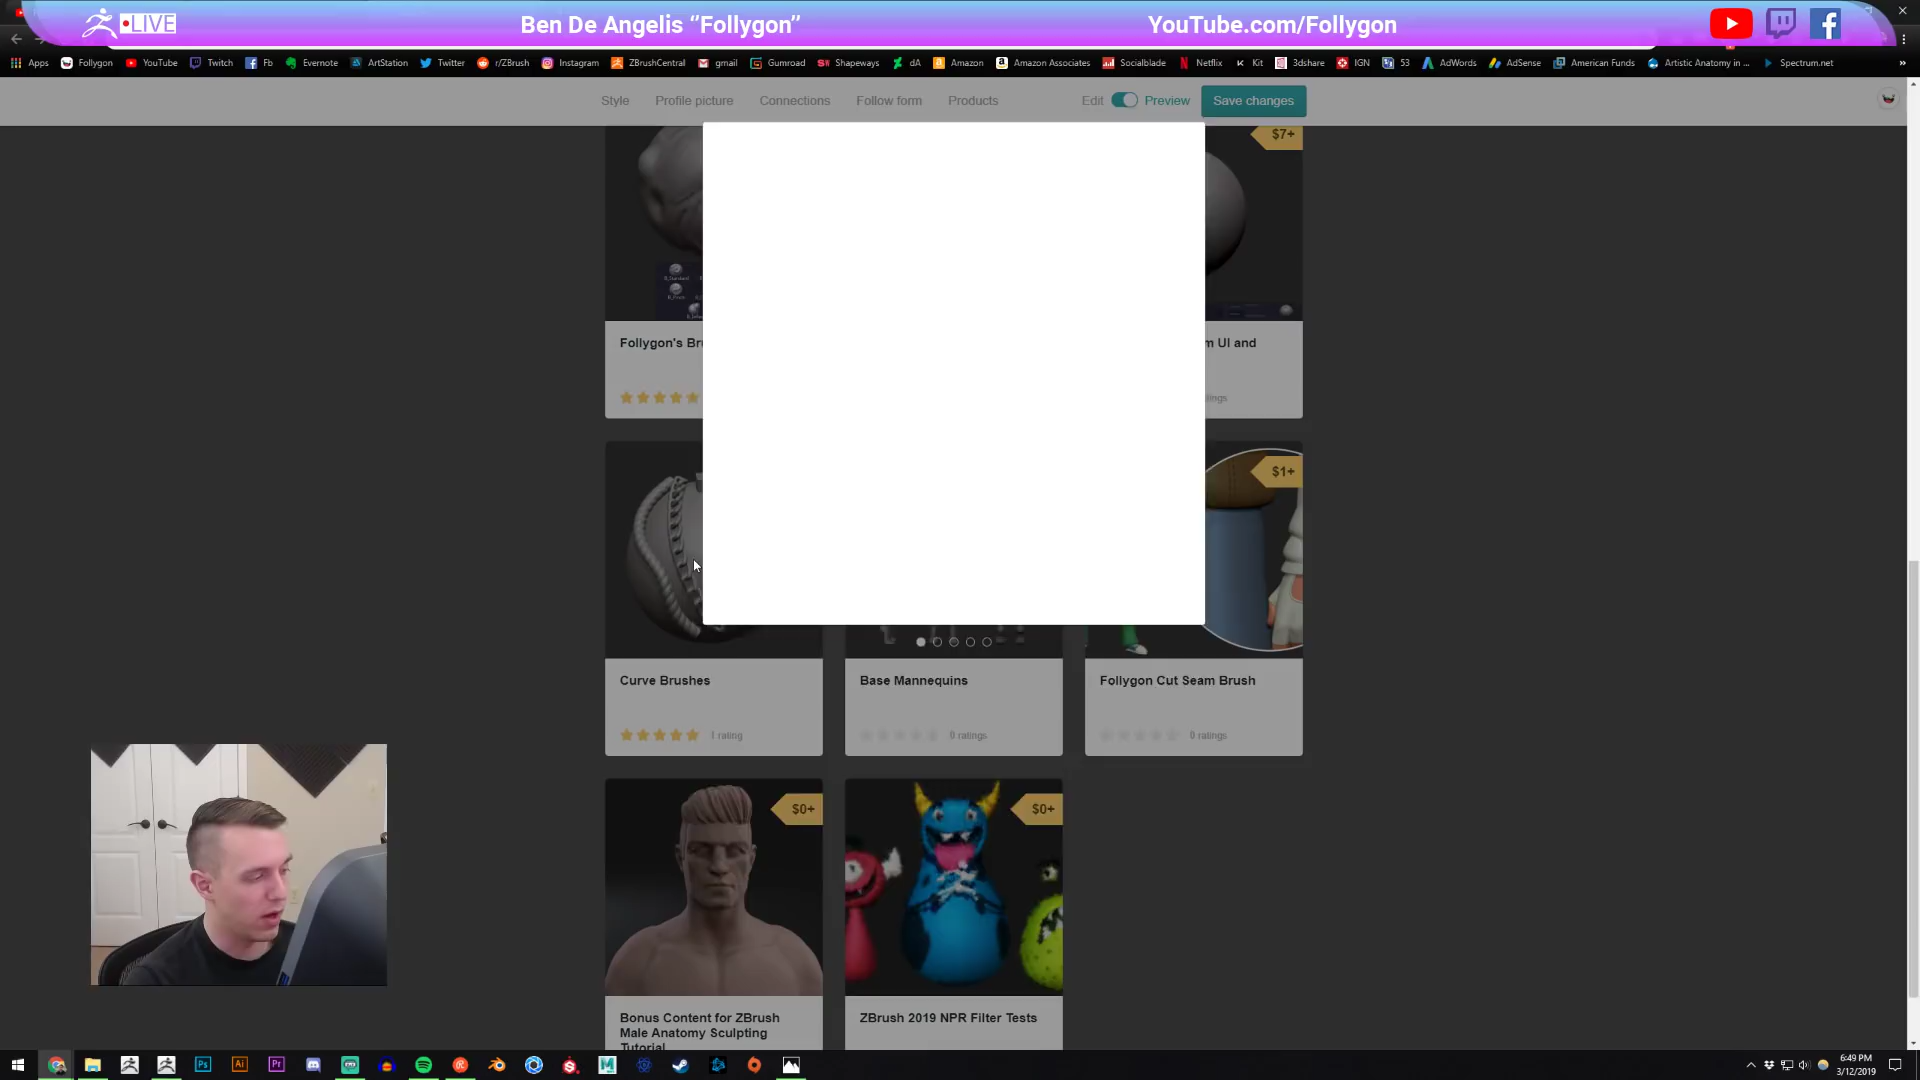 LIVE
Ben De Angelis "Follygon"
YouTube.com/Follygon
Apps Follygon YouTube Twitch Fb Evernote ArtStation Twitter r/ZBrush Instagram ZBrushCentral gmail Gumroad Shapeways dA Amazon Amazon Associates Socialblade Netflix Kit 3dshare IGN 53 AdWords AdSense American Funds Artistic Anatomy in ... Spectrum.net »
Style Profile picture Connections Follow form Products Edit Preview Save changes
$7+
Follygon's Br
m UI and
ings
$1+
Curve Brushes
Base Mannequins
Follygon Cut Seam Brush
1 rating
0 ratings
0 ratings
$0+
$0+
Bonus Content for ZBrush
Male Anatomy Sculpting
Tutorial
ZBrush 2019 NPR Filter Tests
6:49 PM
3/12/2019